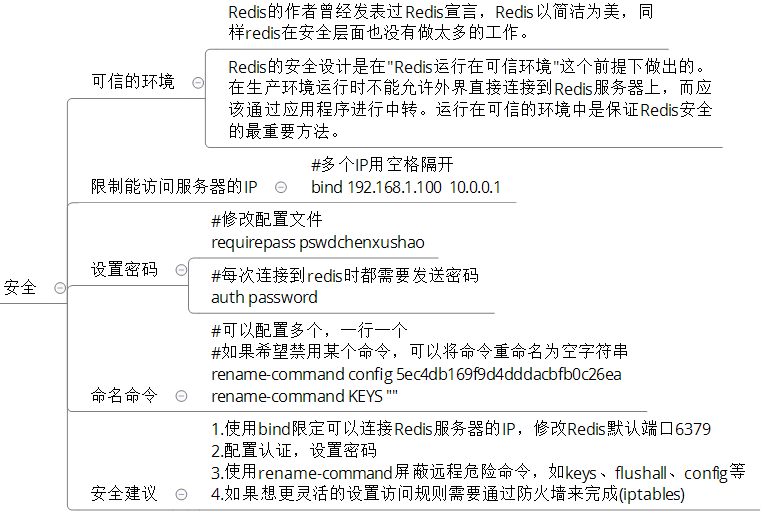 Redis的作者曾经发表过Redis宣言，Redis以简洁为美，同
样redis在安全层面也没有做太多的工作。
可信的环境
Redis的安全设计是在"Redis运行在可信环境"这个前提下做出的。
在生产环境运行时不能允许外界直接连接到Redis服务器上，而应
该通过应用程序进行中转。运行在可信的环境中是保证Redis安全
的最重要方法。
限制能访问服务器的IP
#多个IP用空格隔开
bind 192.168.1.100 10.0.0.1
设置密码
#修改配置文件
requirepass pswdchenxushao
#每次连接到redis时都需要发送密码
auth password
安全
命名命令
#可以配置多个，一行一个
#如果希望禁用某个命令，可以将命令重命名为空字符串
rename-command config 5ec4db169f9d4dddacbfb0c26ea
rename-command KEYS ""
安全建议
1.使用bind限定可以连接Redis服务器的IP，修改Redis默认端口6379
2.配置认证，设置密码
3.使用rename-command屏蔽远程危险命令，如keys、flushall、config等
4.如果想更灵活的设置访问规则需要通过防火墙来完成(iptables)